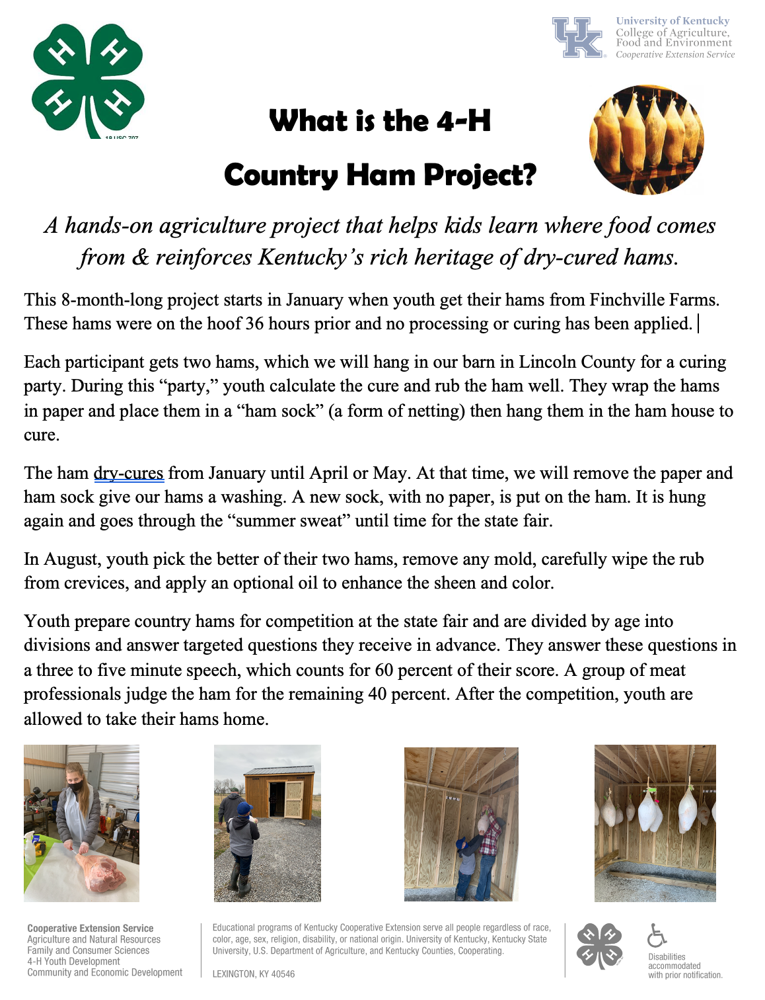 H H
H H
18 USC 707
UK
University of Kentucky
College of Agriculture,
Food and Environment
Cooperative Extension Service
What is the 4-H
Country Ham Project?
A hands-on agriculture project that helps kids learn where food comes
from & reinforces Kentucky’s rich heritage of dry-cured hams.
This 8-month-long project starts in January when youth get their hams from Finchville Farms.
These hams were on the hoof 36 hours prior and no processing or curing has been applied.
Each participant gets two hams, which we will hang in our barn in Lincoln County for a curing
party. During this “party,” youth calculate the cure and rub the ham well. They wrap the hams
in paper and place them in a “ham sock” (a form of netting) then hang them in the ham house to
cure.
The ham dry-cures from January until April or May. At that time, we will remove the paper and
ham sock give our hams a washing. A new sock, with no paper, is put on the ham. It is hung
again and goes through the “summer sweat” until time for the state fair.
In August, youth pick the better of their two hams, remove any mold, carefully wipe the rub
from crevices, and apply an optional oil to enhance the sheen and color.
Youth prepare country hams for competition at the state fair and are divided by age into
divisions and answer targeted questions they receive in advance. They answer these questions in
a three to five minute speech, which counts for 60 percent of their score. A group of meat
professionals judge the ham for the remaining 40 percent. After the competition, youth are
allowed to take their hams home.
Cooperative Extension Service
Agriculture and Natural Resources
Family and Consumer Sciences
4-H Youth Development
Community and Economic Development
Educational programs of Kentucky Cooperative Extension serve all people regardless of race,
color, age, sex, religion, disability, or national origin. University of Kentucky, Kentucky State
University, U.S. Department of Agriculture, and Kentucky Counties, Cooperating.
LEXINGTON, KY 40546
H H
H H
Disabilities
accommodated
with prior notification.